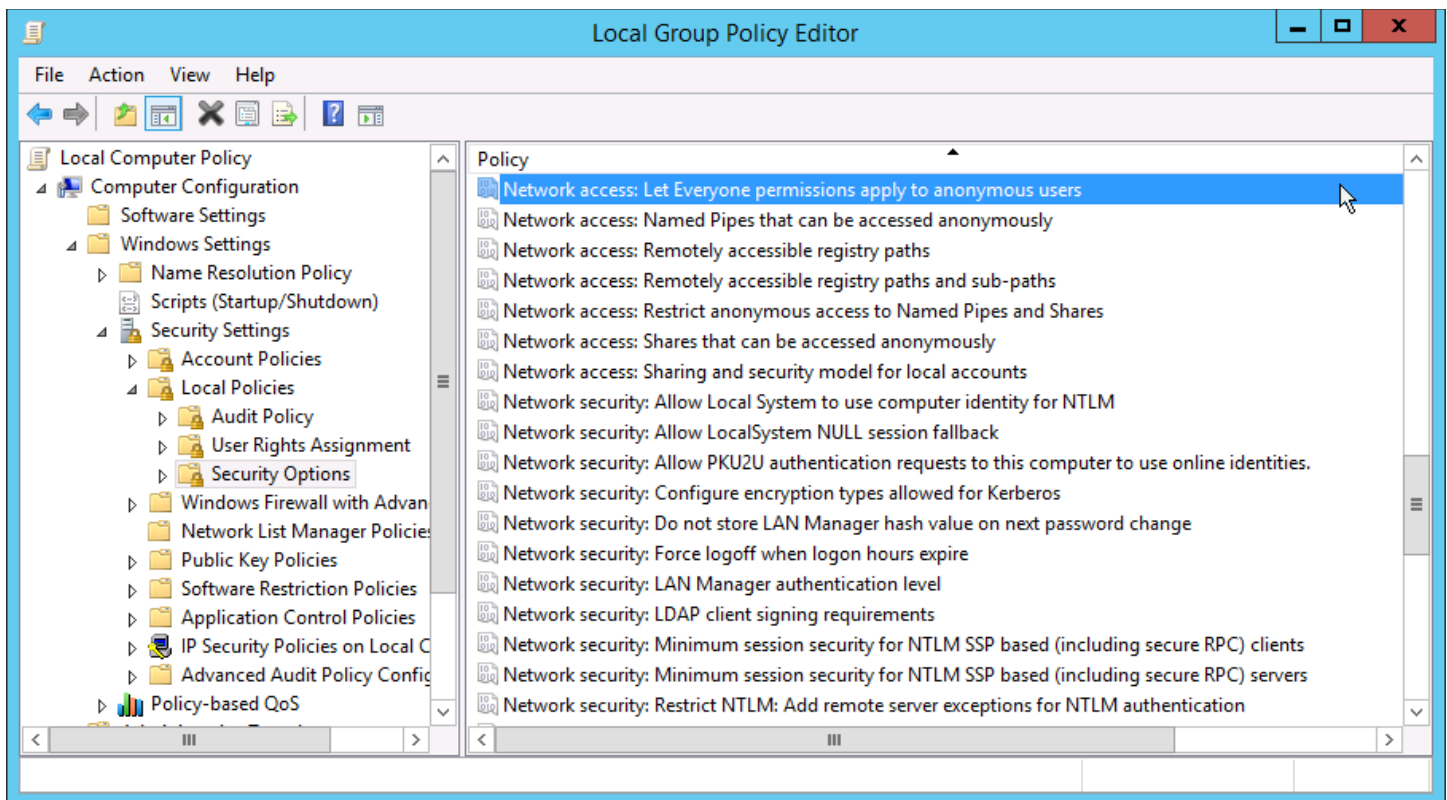 Local Group Policy Editor
File Action View Help
Local Computer Policy
Computer Configuration
Software Settings
Windows Settings
Name Resolution Policy
Scripts (Startup/Shutdown)
Security Settings
Account Policies
Local Policies
Audit Policy
User Rights Assignment
Security Options
Windows Firewall with Advan
Network List Manager Policies
Public Key Policies
Software Restriction Policies
Application Control Policies
IP Security Policies on Local C
Advanced Audit Policy Config
Policy-based QoS
Policy
Network access: Let Everyone permissions apply to anonymous users
Network access: Named Pipes that can be accessed anonymously
Network access: Remotely accessible registry paths
Network access: Remotely accessible registry paths and sub-paths
Network access: Restrict anonymous access to Named Pipes and Shares
Network access: Shares that can be accessed anonymously
Network access: Sharing and security model for local accounts
Network security: Allow Local System to use computer identity for NTLM
Network security: Allow LocalSystem NULL session fallback
Network security: Allow PKU2U authentication requests to this computer to use online identities.
Network security: Configure encryption types allowed for Kerberos
Network security: Do not store LAN Manager hash value on next password change
Network security: Force logoff when logon hours expire
Network security: LAN Manager authentication level
Network security: LDAP client signing requirements
Network security: Minimum session security for NTLM SSP based (including secure RPC) clients
Network security: Minimum session security for NTLM SSP based (including secure RPC) servers
Network security: Restrict NTLM: Add remote server exceptions for NTLM authentication